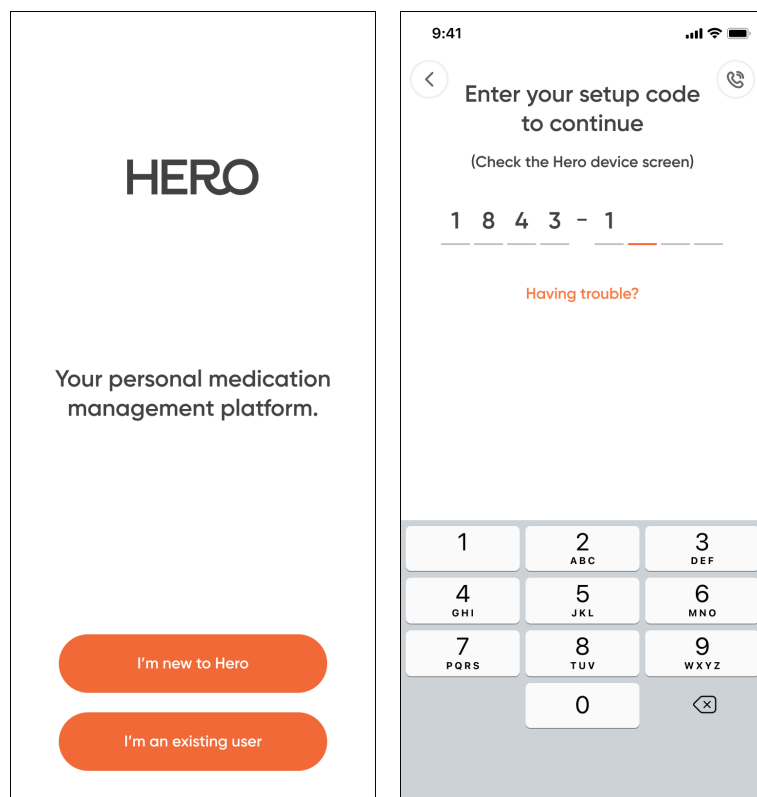 HERO
Your personal medication
management platform.
I'm new to Hero
I'm an existing user
9:41
Enter your setup code
to continue
(Check the Hero device screen)
1 8 4 3 - 1
Having trouble?
1
2
ABC
3
DEF
4
GHI
5
JKL
6
MNO
7
PQRS
8
TUV
9
WXYZ
0